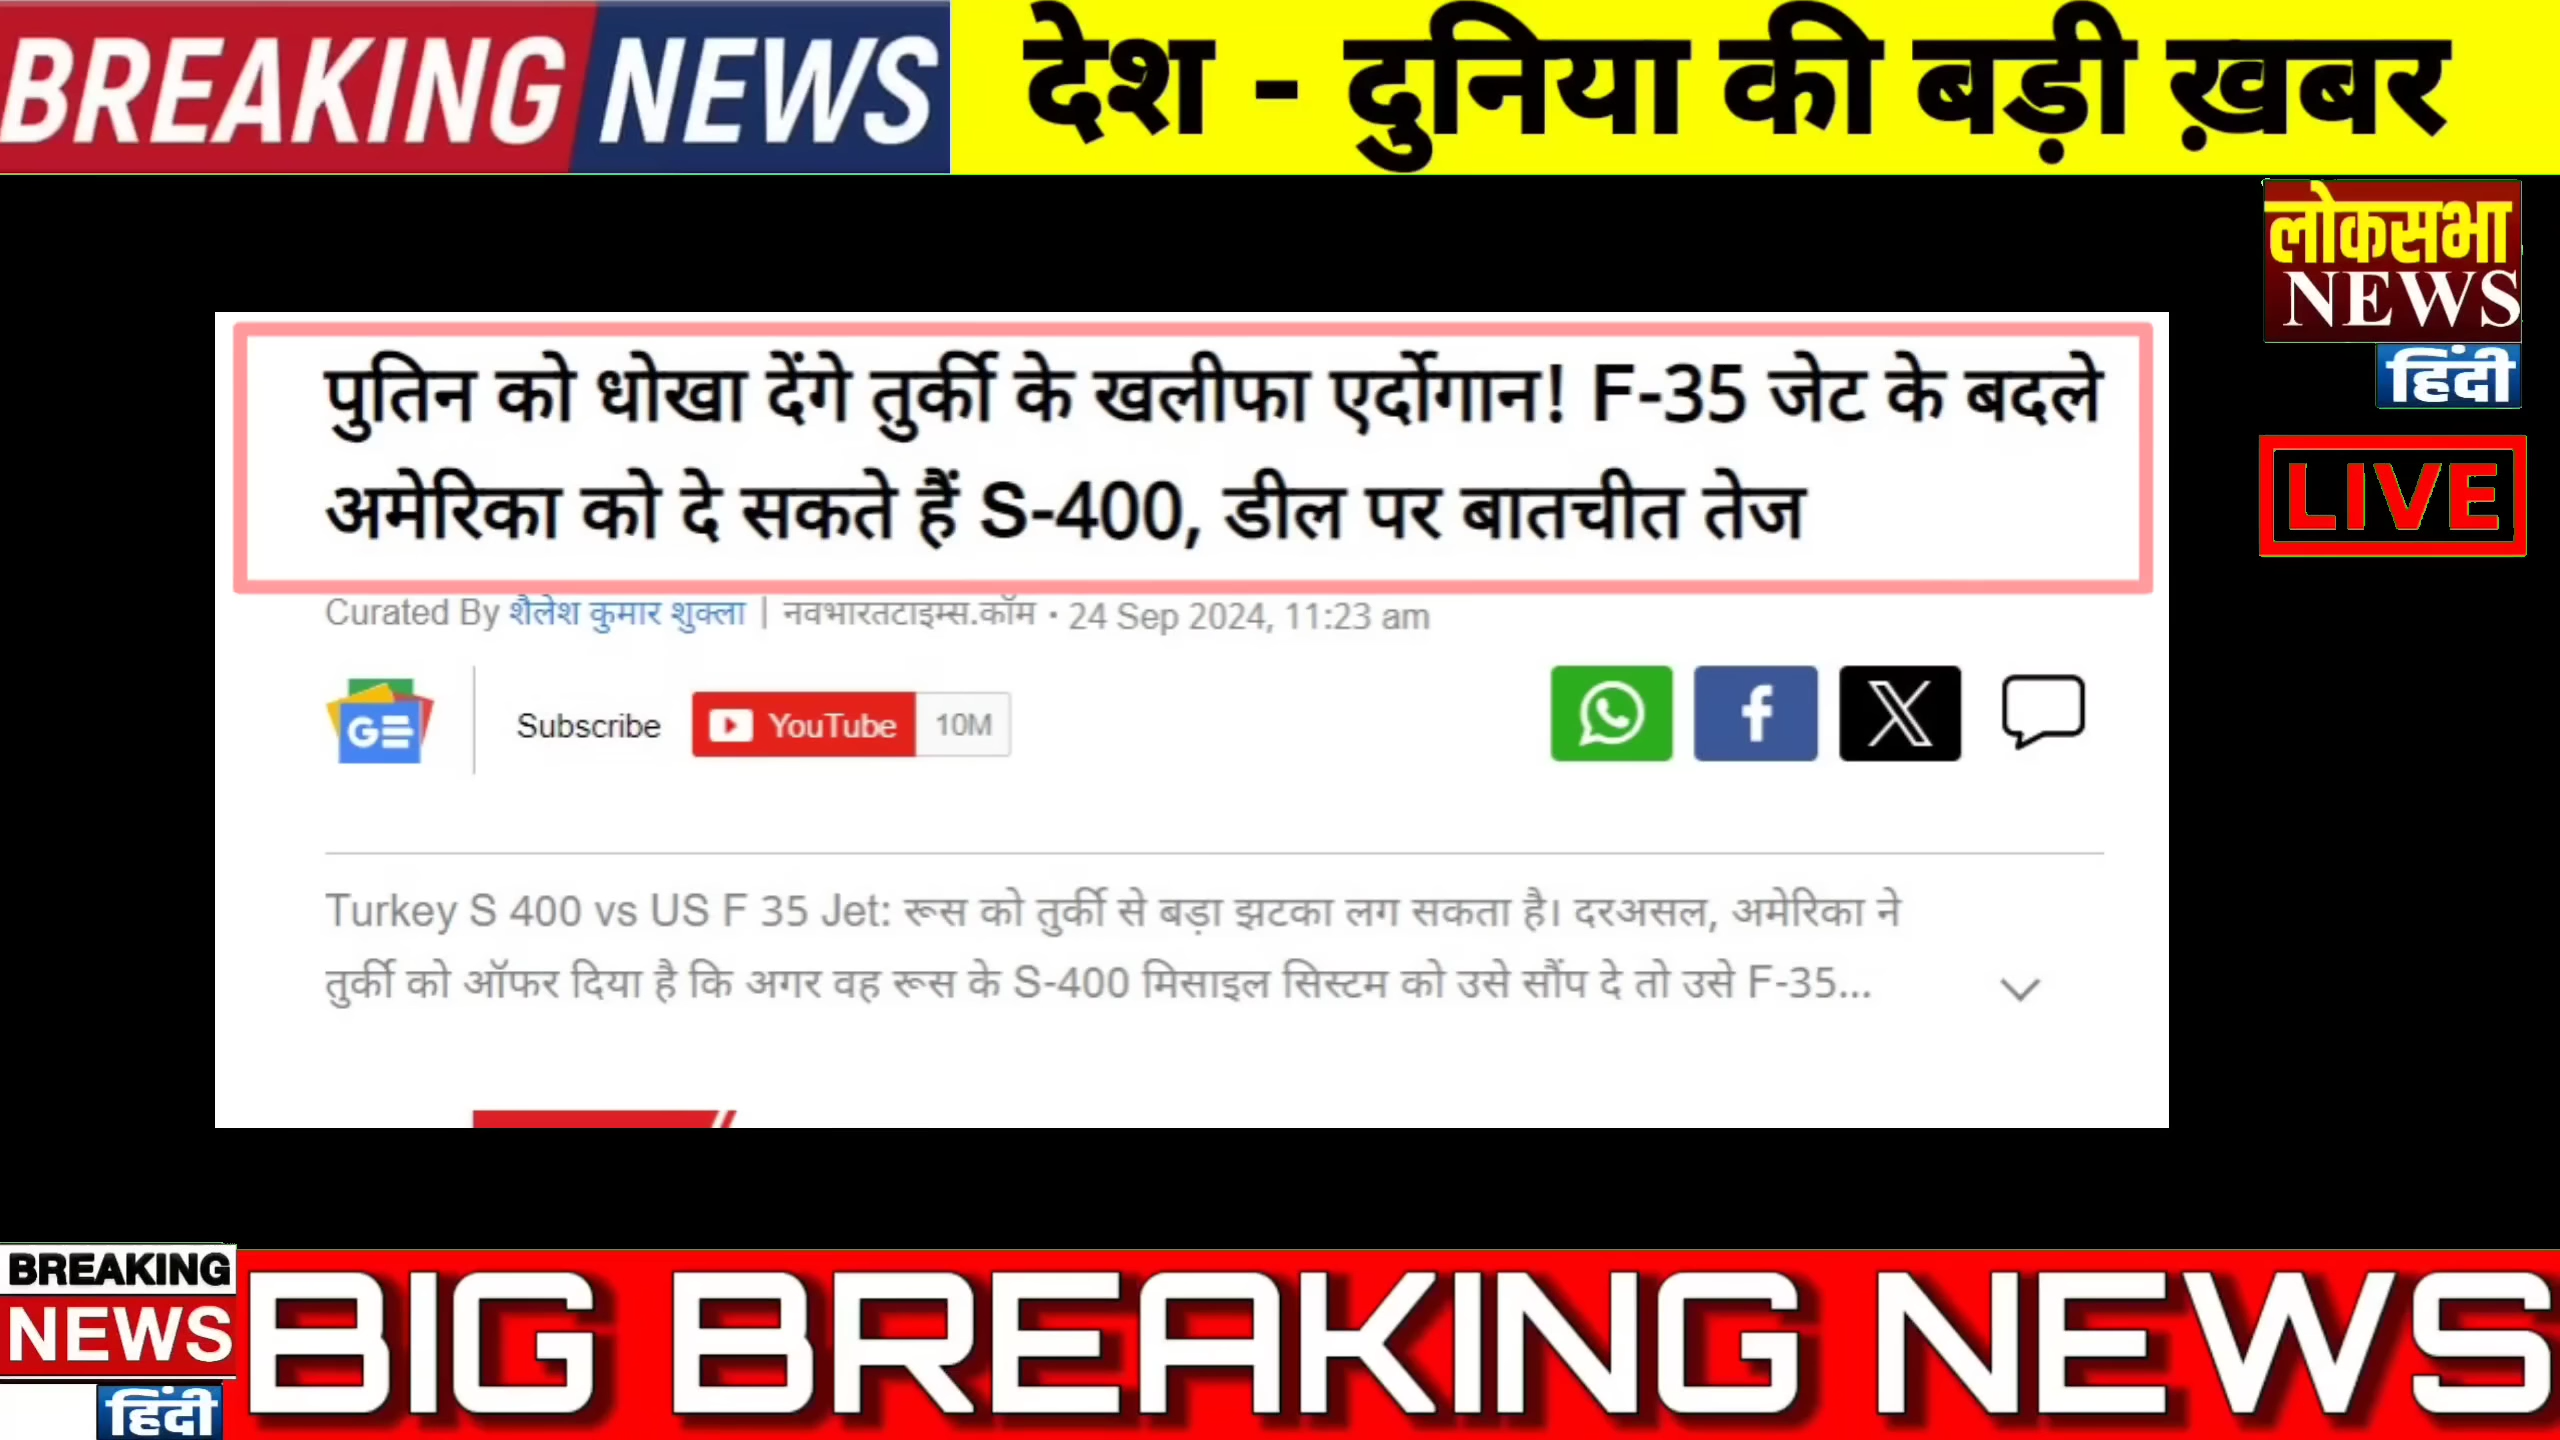 BREAKING NEWS देश - दुनिया की बड़ी ख़बर
लोकसभा
NEWS
हिंदी
LIVE
पुतिन को धोखा देंगे तुर्की के खलीफा एर्दोगान! F-35 जेट के बदले
अमेरिका को दे सकते हैं S-400, डील पर बातचीत तेज
Curated By शैलेश कुमार शुक्ला | नवभारतटाइम्स.कॉम • 24 Sep 2024, 11:23 am
GE Subscribe YouTube 10M f X
Turkey S 400 vs US F 35 Jet: रूस को तुर्की से बड़ा झटका लग सकता है। दरअसल, अमेरिका ने
तुर्की को ऑफर दिया है कि अगर वह रूस के S-400 मिसाइल सिस्टम को उसे सौंप दे तो उसे F-35...
BREAKING
NEWS
हिंदी
BIG BREAKING NEWS